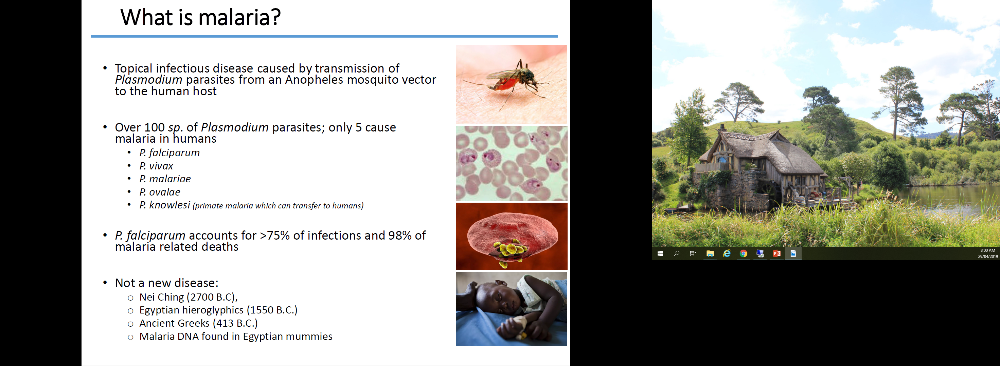 What is malaria?
• Topical infectious disease caused by transmission of
Plasmodium parasites from an Anopheles mosquito vector
to the human host
• Over 100 sp. of Plasmodium parasites; only 5 cause
malaria in humans
• P. falciparum
• P. vivax
• P. malariae
• P. ovalae
• P. knowlesi (primate malaria which can transfer to humans)
• P. falciparum accounts for >75% of infections and 98% of
malaria related deaths
• Not a new disease:
○ Nei Ching (2700 B.C),
○ Egyptian hieroglyphics (1550 B.C.)
○ Ancient Greeks (413 B.C.)
○ Malaria DNA found in Egyptian mummies
8:00 AM
29/04/2019